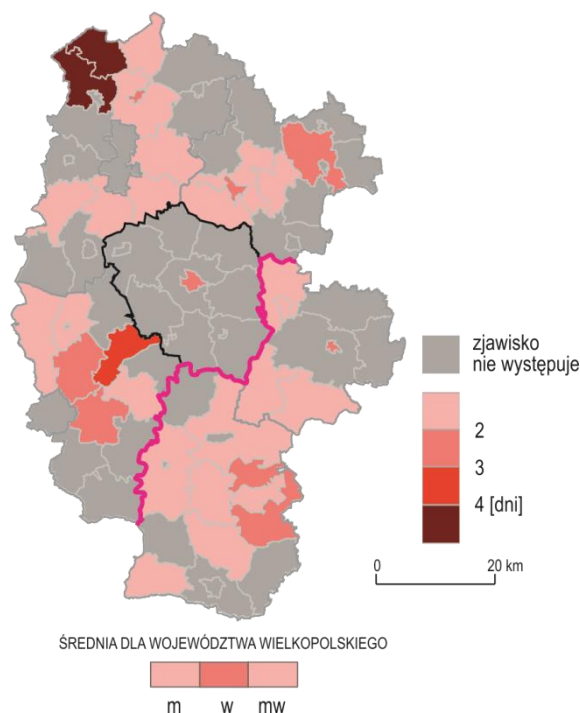 zjawisko
nie występuje
2
3
4 [dni]
0 20 km
ŚREDNIA DLA WOJEWÓDZTWA WIELKOPOLSKIEGO
m w mw